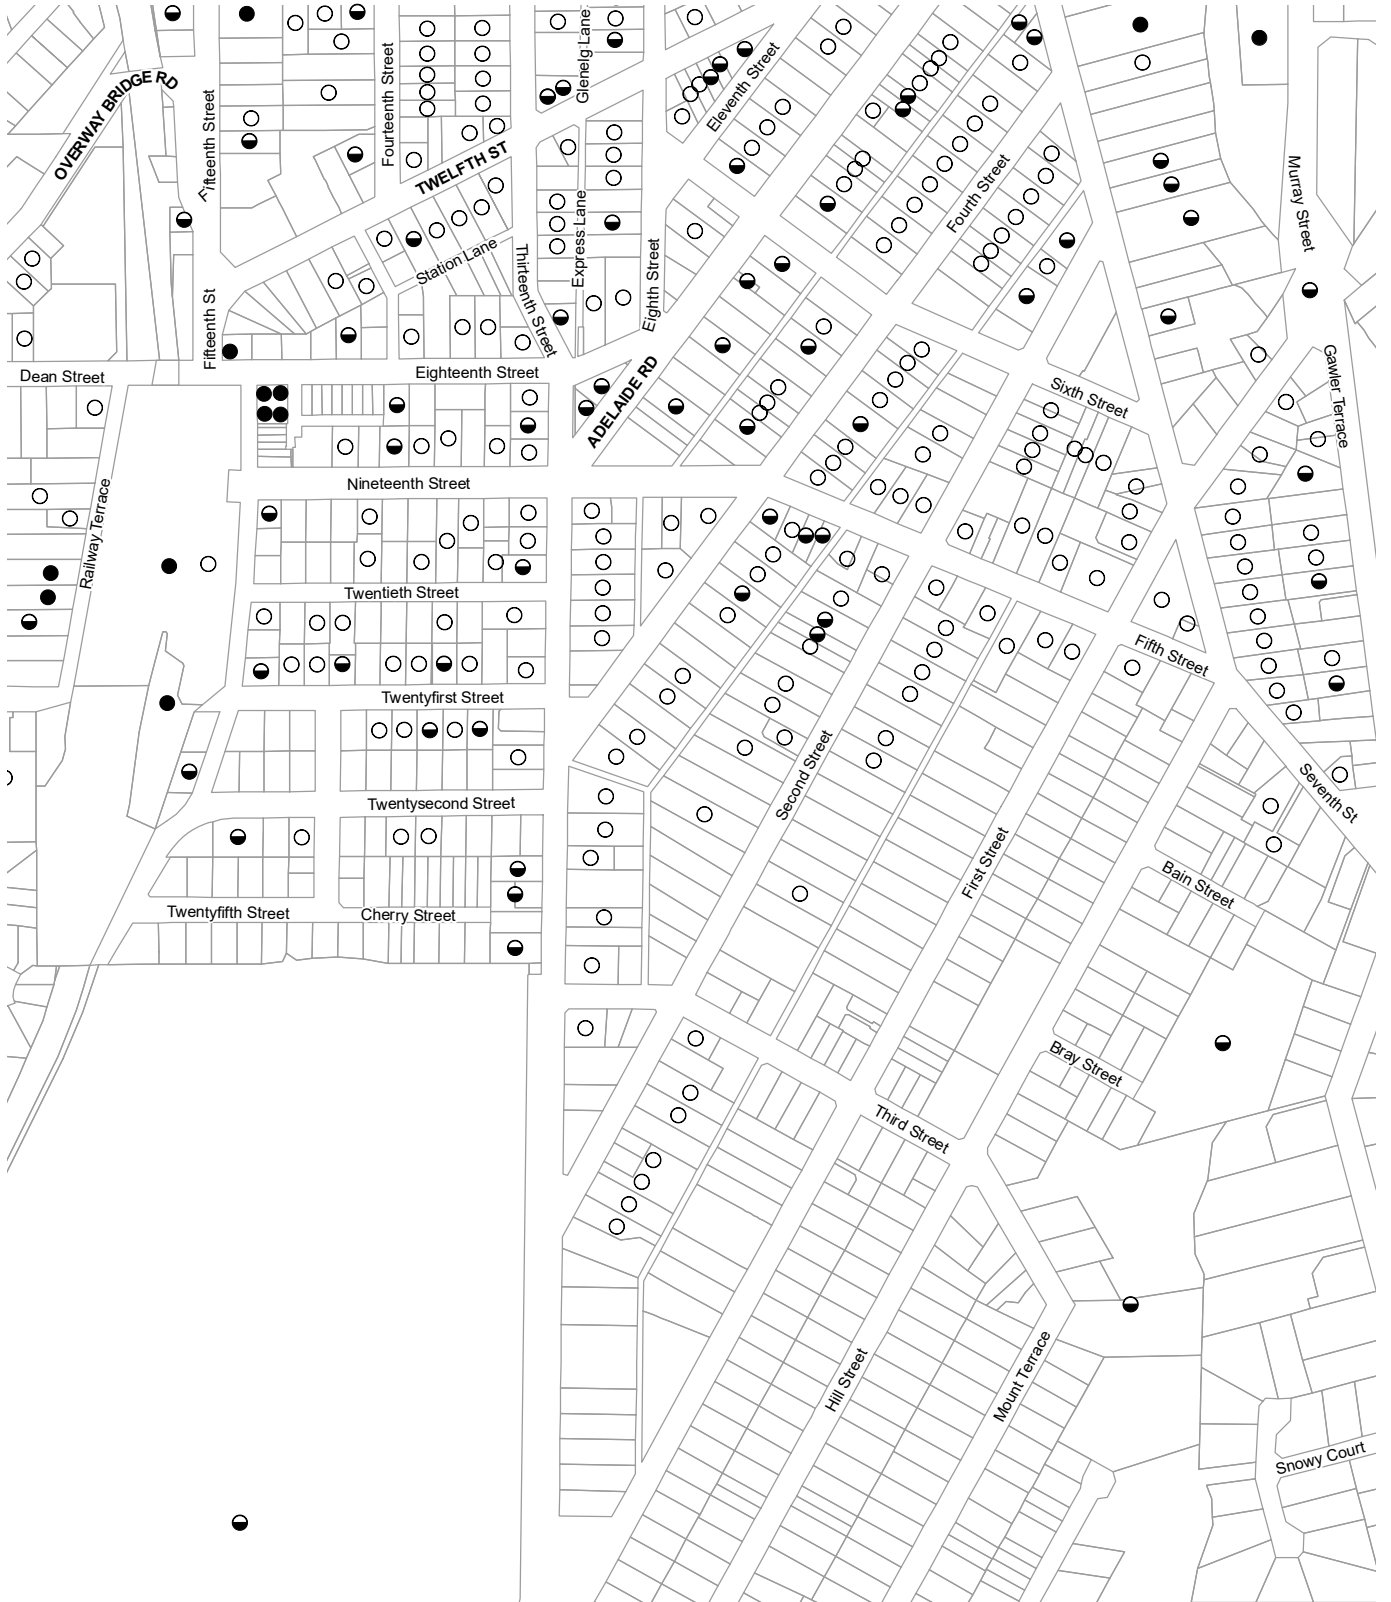 Glenelg Lane
OVERWAY BRIDGE RD
Fifteenth Street
Fourteenth Street
Eleventh Street
TWELFTH ST
Fourth Street
Murray Street
Station Lane
Express Lane
Thirteenth Street
Eighth Street
Fifteenth St
Dean Street
Eighteenth Street
ADELAIDE RD
Sixth Street
Gawler Terrace
Nineteenth Street
Railway Terrace
Twentieth Street
Fifth Street
Twentyfirst Street
Second Street
Seventh St
Twentysecond Street
First Street
Bain Street
Twentyfifth Street
Cherry Street
Bray Street
Third Street
Hill Street
Mount Terrace
Snowy Court